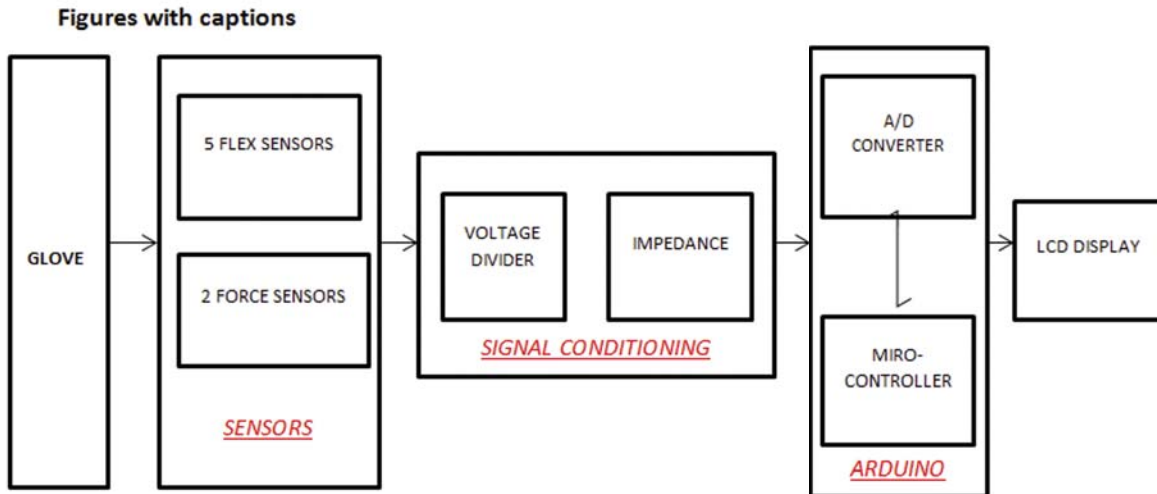 Figures with captions
GLOVE
5 FLEX SENSORS
2 FORCE SENSORS
SENSORS
VOLTAGE
DIVIDER
IMPEDANCE
SIGNAL CONDITIONING
A/D
CONVERTER
MIRO-
CONTROLLER
ARDUINO
LCD DISPLAY